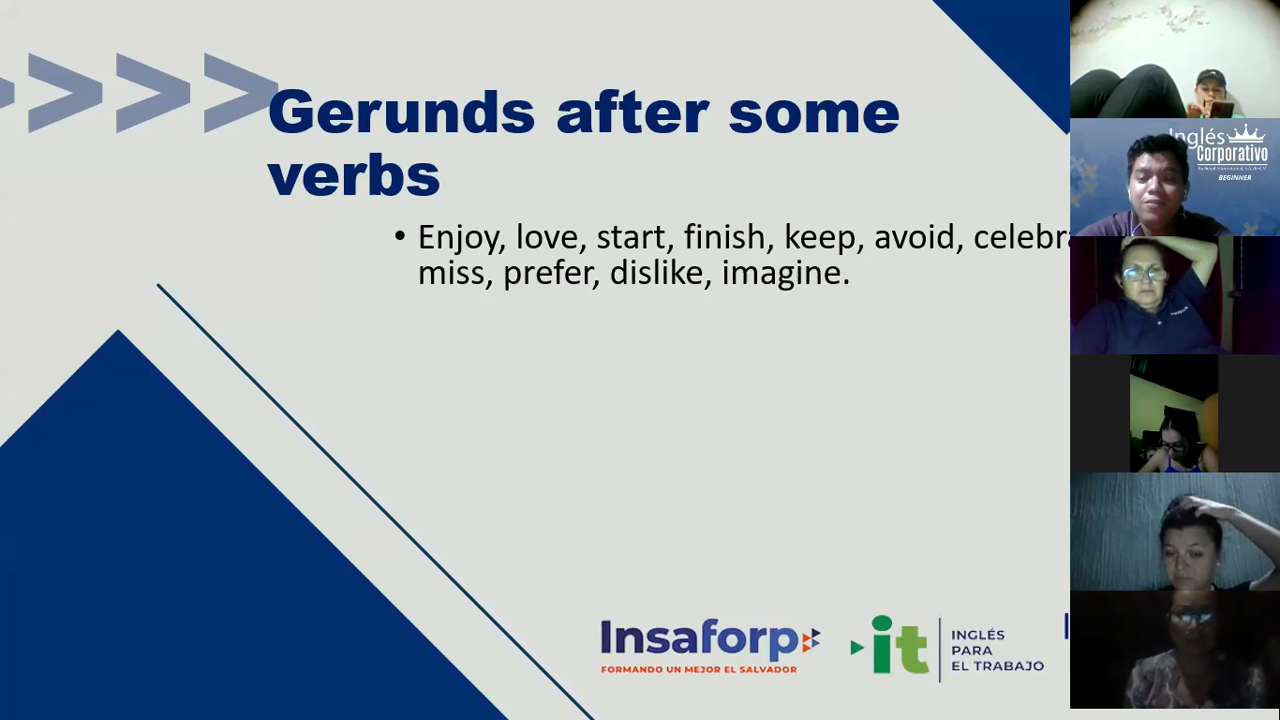 Gerunds after some
verbs
• Enjoy, love, start, finish, keep, avoid,
miss, prefer, dislike, imagine.
Insaforp
FORMANDO UN MEJOR EL SALVADOR
it
INGLÉS
PARA
EL TRABAJO
Inglés
Corporativo
BEGINNER